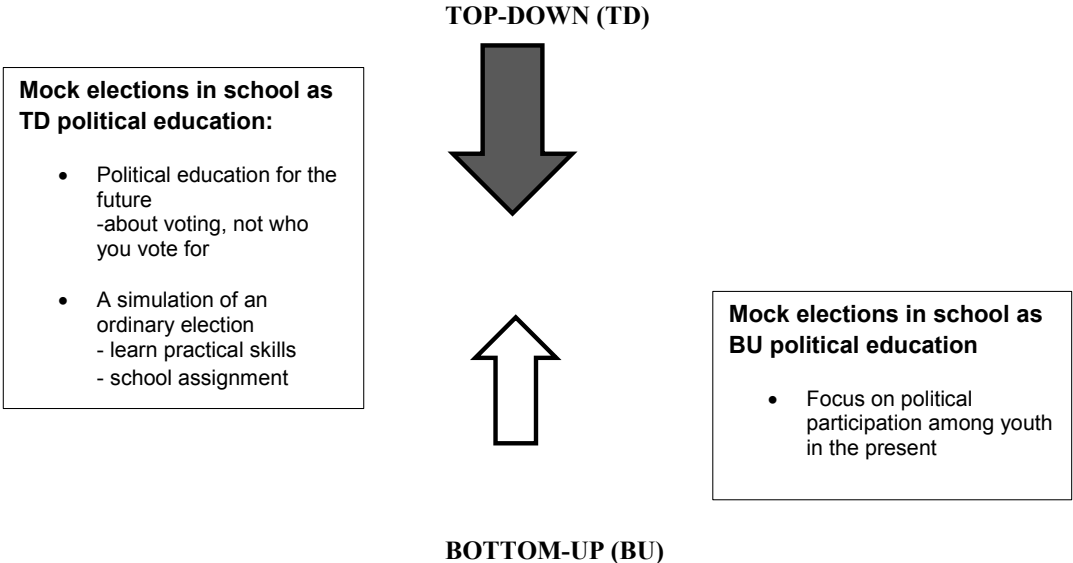 TOP-DOWN (TD)
Mock elections in school as
TD political education:
• Political education for the
future
-about voting, not who
you vote for
• A simulation of an
ordinary election
- learn practical skills
- school assignment
Mock elections in school as
BU political education
• Focus on political
participation among youth
in the present
BOTTOM-UP (BU)